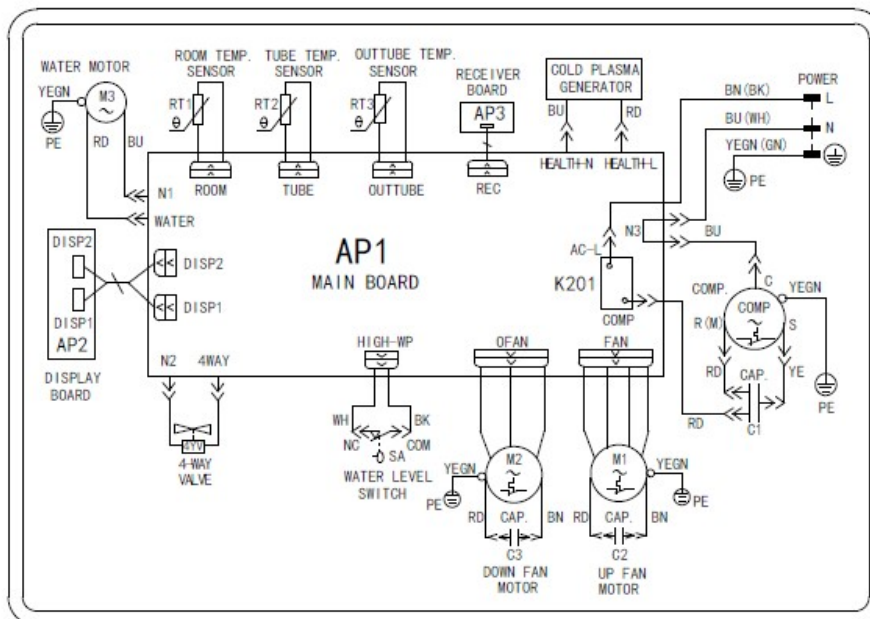 ROOM TEMP. SENSOR
TUBE TEMP. SENSOR
OUTTUBE TEMP. SENSOR
RECEIVER BOARD
COLD PLASMA GENERATOR
POWER
WATER MOTOR
YEGN
M3
~
PE
RD
BU
RT1
θ
RT2
θ
RT3
θ
AP3
BU
RD
BN(BK)
L
BU(WH)
N
YEGN(GN)
PE
ROOM
TUBE
OUTTUBE
REC
HEALTH-N
HEALTH-L
N1
WATER
N3
BU
AC-L
K201
COMP
AP1
MAIN BOARD
DISP2
DISP1
AP2
DISPLAY BOARD
DISP2
DISP1
COMP.
C
YEGN
COMP
~
R(M)
S
RD
CAP.
YE
C1
RD
PE
N2
4WAY
4YV
4-WAY VALVE
HIGH-WP
WH
BK
NC
COM
SA
WATER LEVEL SWITCH
OFAN
FAN
YEGN
M2
~
PE
RD
CAP.
BN
C3
DOWN FAN MOTOR
M1
~
YEGN
PE
RD
CAP.
BN
C2
UP FAN MOTOR